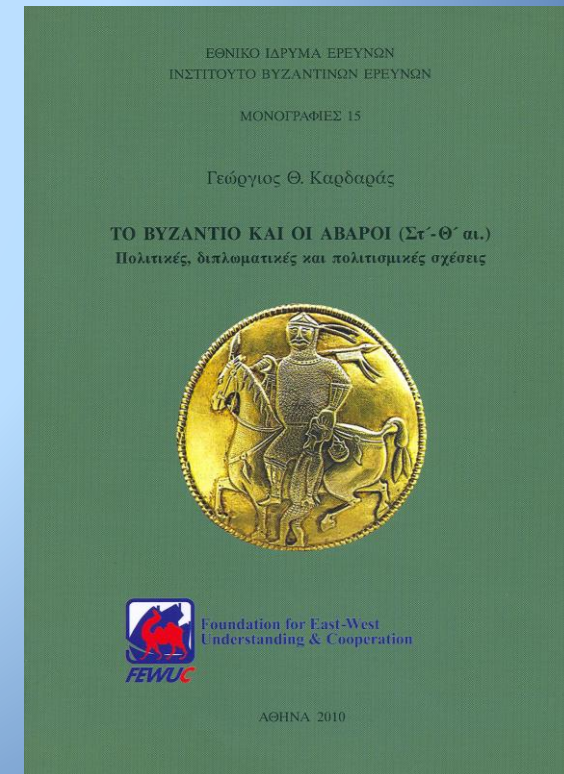 ΕΘΝΙΚΟ ΙΔΡΥΜΑ ΕΡΕΥΝΩΝ
ΙΝΣΤΙΤΟΥΤΟ ΒΥΖΑΝΤΙΝΩΝ ΕΡΕΥΝΩΝ
ΜΟΝΟΓΡΑΦΙΕΣ 15
Γεώργιος Θ. Καρδαράς
ΤΟ ΒΥΖΑΝΤΙΟ ΚΑΙ ΟΙ ΑΒΑΡΟΙ (Στ΄-Θ΄ αι.)
Πολιτικές, διπλωματικές και πολιτισμικές σχέσεις
Foundation for East-West
Understanding & Cooperation
FEWUC
ΑΘΗΝΑ 2010